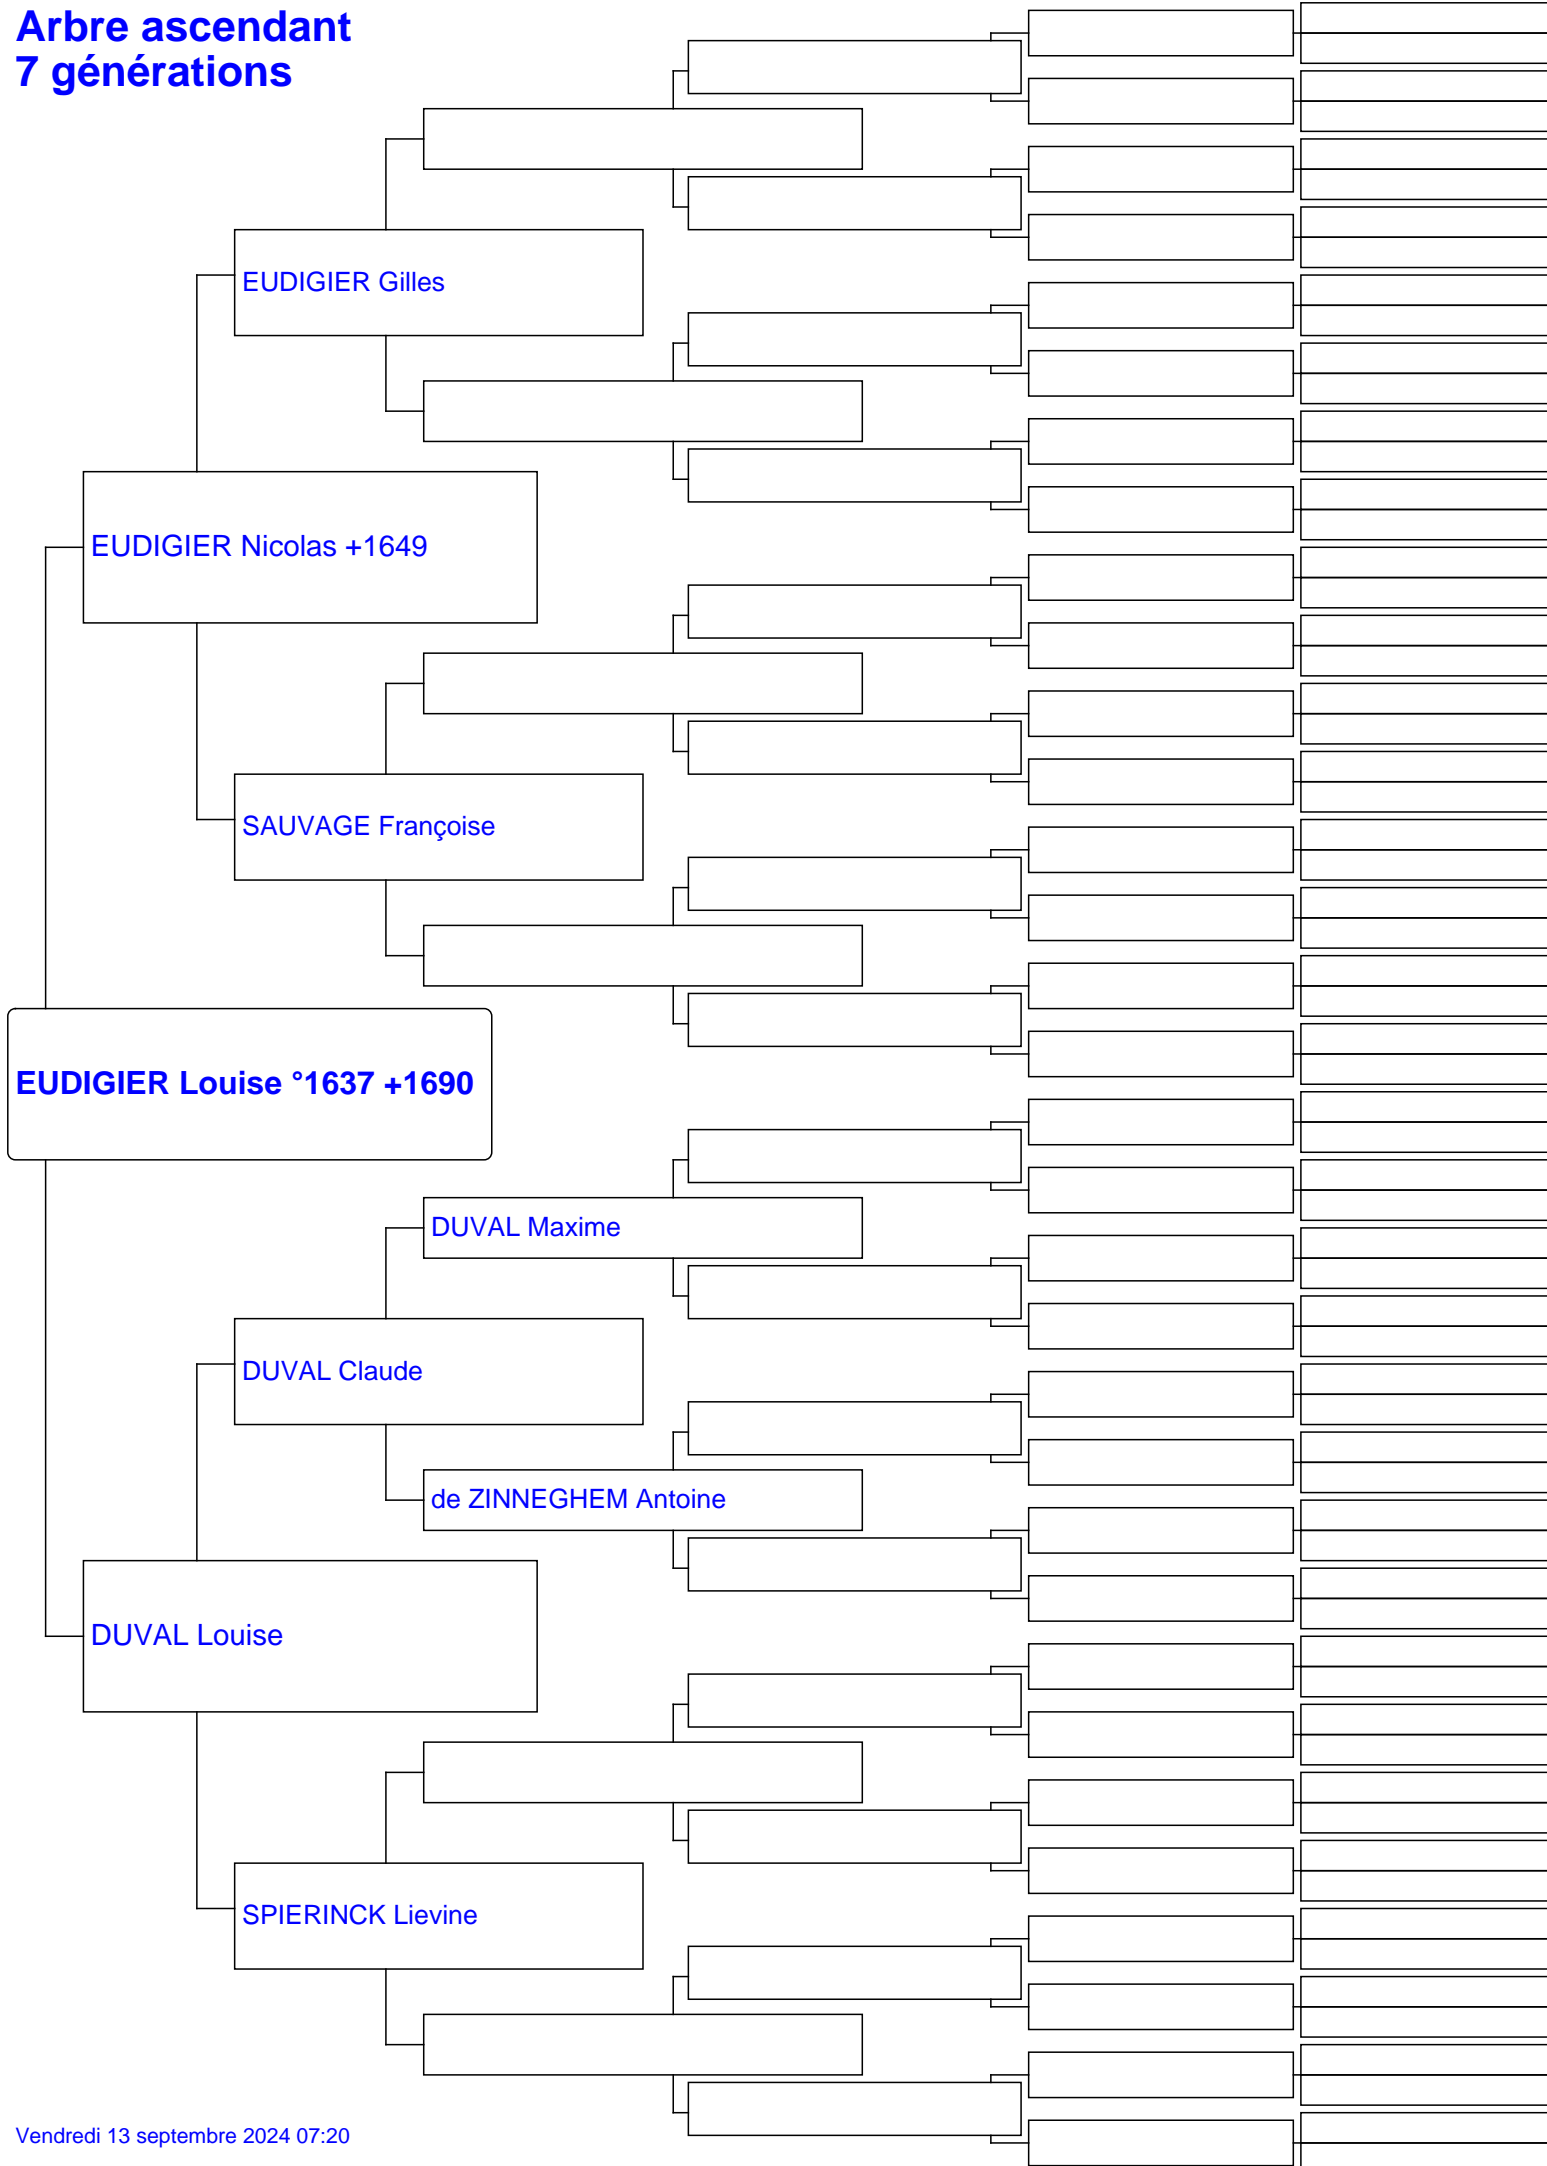 Arbre ascendant
7 générations
EUDIGIER Gilles
EUDIGIER Nicolas +1649
SAUVAGE Françoise
EUDIGIER Louise °1637 +1690
DUVAL Maxime
DUVAL Claude
de ZINNEGHEM Antoine
DUVAL Louise
SPIERINCK Lievine
Vendredi 13 septembre 2024 07:20